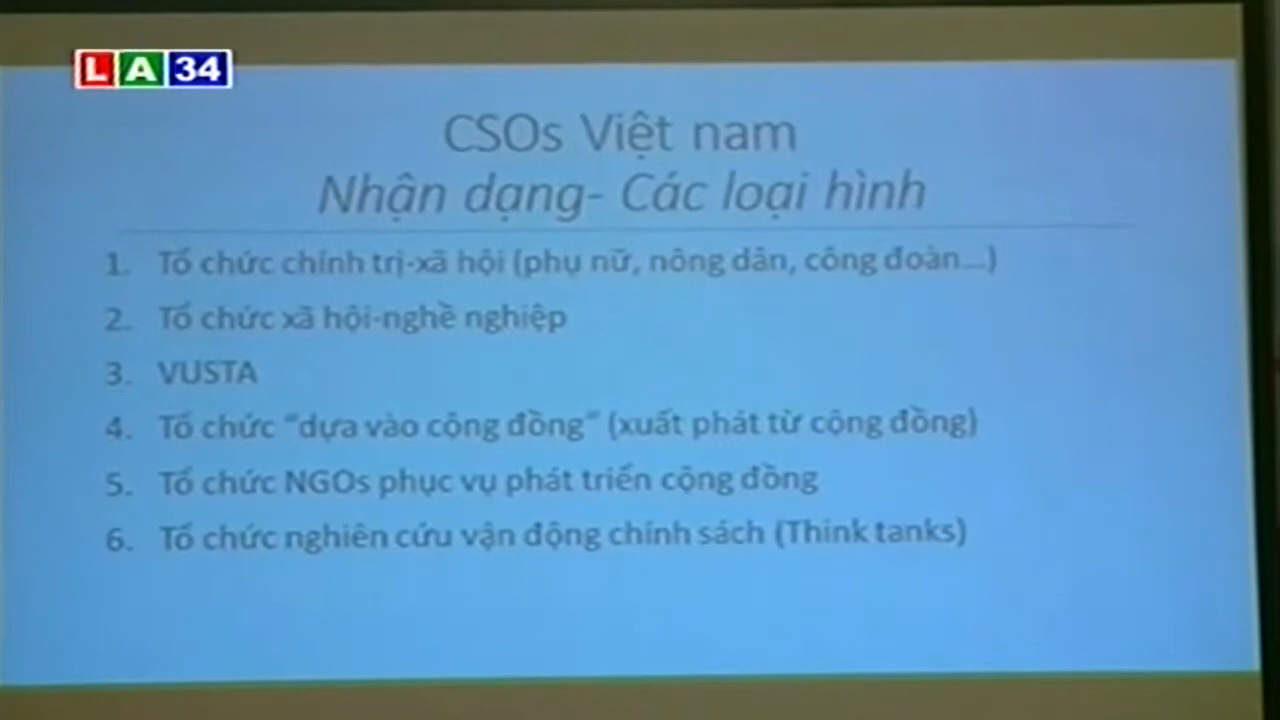 LA34
CSOs Việt nam
Nhận dạng- Các loại hình
1. Tổ chức chính trị-xã hội (phụ nữ, nông dân, công đoàn...)
2. Tổ chức xã hội-nghề nghiệp
3. VUSTA
4. Tổ chức "dựa vào cộng đồng" (xuất phát từ cộng đồng)
5. Tổ chức NGOs phục vụ phát triển cộng đồng
6. Tổ chức nghiên cứu vận động chính sách (Think tanks)